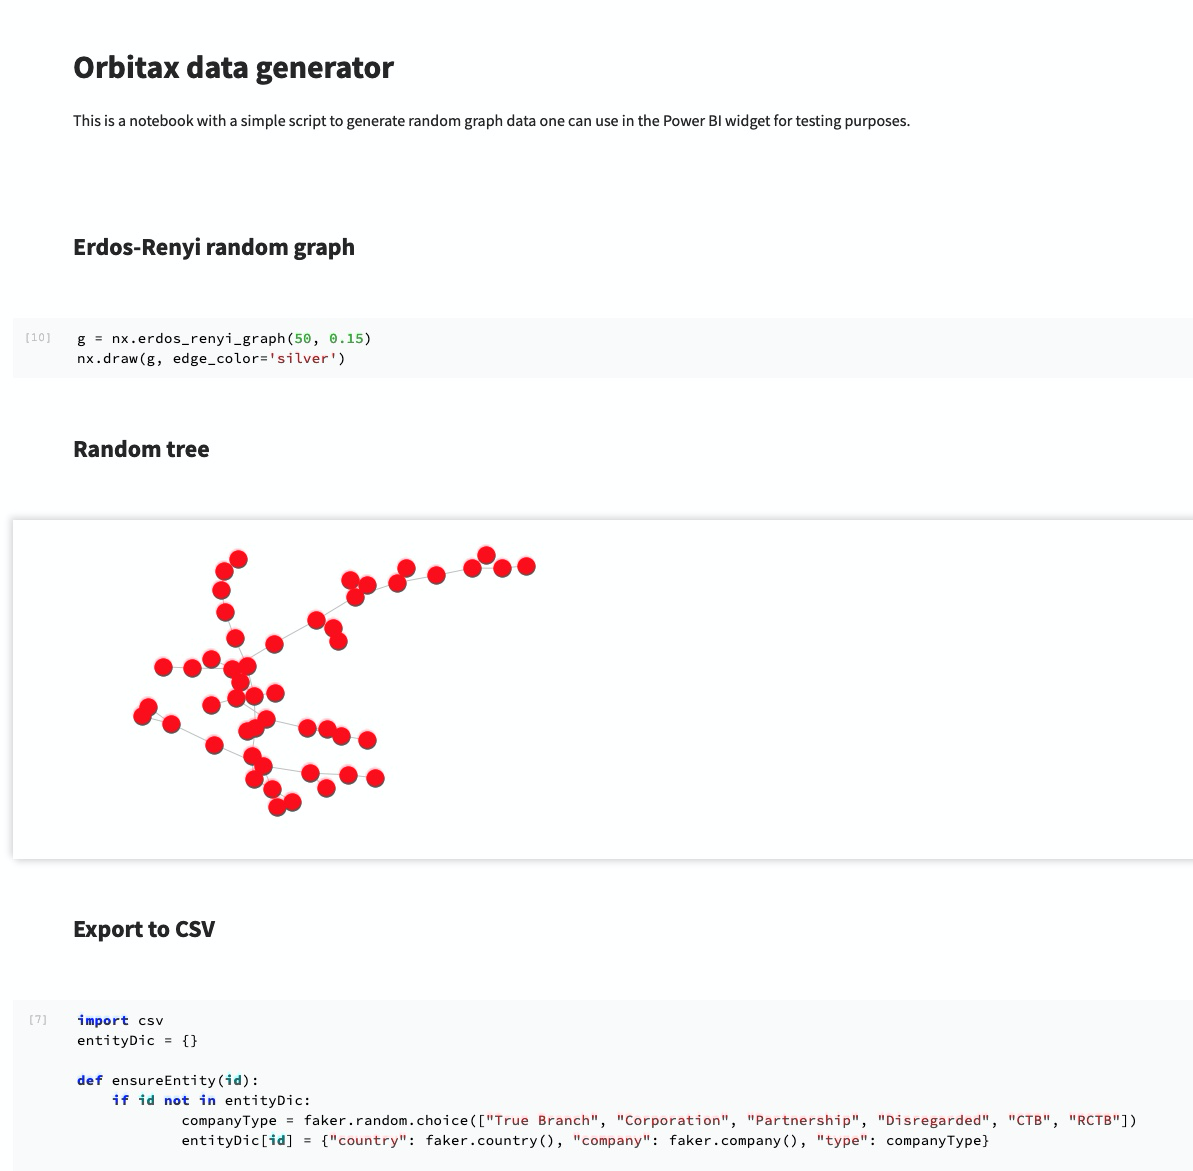 Orbitax data generator
This is a notebook with a simple script to generate random graph data one can use in the Power BI widget for testing purposes.
Erdos-Renyi random graph
[10] g = nx.erdos_renyi_graph(50, 0.15)
nx.draw(g, edge_color='silver')
Random tree
Export to CSV
[7] import csv
entityDic = {}
def ensureEntity(id):
    if id not in entityDic:
            companyType = faker.random.choice(["True Branch", "Corporation", "Partnership", "Disregarded", "CTB", "RCTB"])
            entityDic[id] = {"country": faker.country(), "company": faker.company(), "type": companyType}